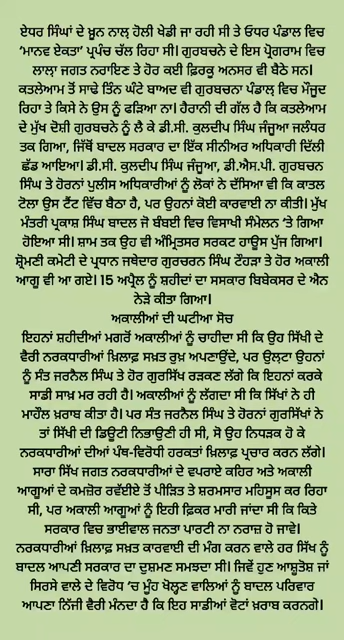 ਏਧਰ ਸਿੰਘਾਂ ਦੇ ਖ਼ੂਨ ਨਾਲ ਹੋਲੀ ਖੇਡੀ ਜਾ ਰਹੀ ਸੀ ਤੇ ਓਧਰ ਪੰਡਾਲ ਵਿਚ
'ਮਾਨਵ ਏਕਤਾ' ਪ੍ਰਪੰਚ ਚੱਲ ਰਿਹਾ ਸੀ। ਗੁਰਬਚਨੇ ਦੇ ਇਸ ਪ੍ਰੋਗਰਾਮ ਵਿਚ
ਲਾਲਾ ਜਗਤ ਨਰਾਇਣ ਤੇ ਹੋਰ ਕਈ ਫ਼ਿਰਕੂ ਅਨਸਰ ਵੀ ਬੈਠੇ ਸਨ।
ਕਤਲੇਆਮ ਤੋਂ ਸਾਢੇ ਤਿੰਨ ਘੰਟੇ ਬਾਅਦ ਵੀ ਗੁਰਬਚਨਾ ਪੰਡਾਲ ਵਿਚ ਮੌਜੂਦ
ਰਿਹਾ ਤੇ ਕਿਸੇ ਨੇ ਉਸ ਨੂੰ ਫੜਿਆ ਨਾ। ਹੈਰਾਨੀ ਦੀ ਗੱਲ ਹੈ ਕਿ ਕਤਲੇਆਮ
ਦੇ ਮੁੱਖ ਦੋਸ਼ੀ ਗੁਰਬਚਨੇ ਨੂੰ ਲੈ ਕੇ ਡੀ.ਸੀ. ਕੁਲਦੀਪ ਸਿੰਘ ਜੰਜੂਆ ਜਲੰਧਰ
ਤਕ ਗਿਆ, ਜਿੱਥੋਂ ਬਾਦਲ ਸਰਕਾਰ ਦਾ ਇੱਕ ਸੀਨੀਅਰ ਅਧਿਕਾਰੀ ਦਿੱਲੀ
ਛੱਡ ਆਇਆ। ਡੀ.ਸੀ. ਕੁਲਦੀਪ ਸਿੰਘ ਜੰਜੂਆ, ਡੀ.ਐਸ.ਪੀ. ਗੁਰਬਚਨ
ਸਿੰਘ ਤੇ ਹੋਰਨਾਂ ਪੁਲੀਸ ਅਧਿਕਾਰੀਆਂ ਨੂੰ ਲੋਕਾਂ ਨੇ ਦੱਸਿਆ ਵੀ ਕਿ ਕਾਤਲ
ਟੋਲਾ ਉਸ ਟੈਂਟ ਵਿੱਚ ਬੈਠਾ ਹੈ, ਪਰ ਉਹਨਾਂ ਕੋਈ ਕਾਰਵਾਈ ਨਾ ਕੀਤੀ। ਮੁੱਖ
ਮੰਤਰੀ ਪ੍ਰਕਾਸ਼ ਸਿੰਘ ਬਾਦਲ ਜੋ ਬੰਬਈ ਵਿਚ ਵਿਸਾਖੀ ਸੰਮੇਲਨ 'ਤੇ ਗਿਆ
ਹੋਇਆ ਸੀ। ਸ਼ਾਮ ਤਕ ਉਹ ਵੀ ਅੰਮ੍ਰਿਤਸਰ ਸਰਕਟ ਹਾਊਸ ਪੁੱਜ ਗਿਆ।
ਸ਼੍ਰੋਮਣੀ ਕਮੇਟੀ ਦੇ ਪ੍ਰਧਾਨ ਜਥੇਦਾਰ ਗੁਰਚਰਨ ਸਿੰਘ ਟੌਹੜਾ ਤੇ ਹੋਰ ਅਕਾਲੀ
ਆਗੂ ਵੀ ਆ ਗਏ। 15 ਅਪ੍ਰੈਲ ਨੂੰ ਸ਼ਹੀਦਾਂ ਦਾ ਸਸਕਾਰ ਬਿਬੇਕਸਰ ਦੇ ਐਨ
ਨੇੜੇ ਕੀਤਾ ਗਿਆ।
ਅਕਾਲੀਆਂ ਦੀ ਘਟੀਆ ਸੋਚ
ਇਹਨਾਂ ਸ਼ਹੀਦੀਆਂ ਮਗਰੋਂ ਅਕਾਲੀਆਂ ਨੂੰ ਚਾਹੀਦਾ ਸੀ ਕਿ ਉਹ ਸਿੱਖੀ ਦੇ
ਵੈਰੀ ਨਰਕਧਾਰੀਆਂ ਖ਼ਿਲਾਫ਼ ਸਖ਼ਤ ਰੁਖ਼ ਅਪਣਾਉਂਦੇ, ਪਰ ਉਲ੍ਟਾ ਉਹਨਾਂ
ਨੂੰ ਸੰਤ ਜਰਨੈਲ ਸਿੰਘ ਤੇ ਹੋਰ ਗੁਰਸਿੱਖ ਰੜਕਣ ਲੱਗੇ ਕਿ ਇਹਨਾਂ ਕਰਕੇ
ਸਾਡੀ ਸਾਖ਼ ਮਰ ਰਹੀ ਹੈ। ਅਕਾਲੀਆਂ ਨੂੰ ਲੱਗਦਾ ਸੀ ਕਿ ਸਿੱਖਾਂ ਨੇ ਹੀ
ਮਾਹੌਲ ਖ਼ਰਾਬ ਕੀਤਾ ਹੈ। ਪਰ ਸੰਤ ਜਰਨੈਲ ਸਿੰਘ ਤੇ ਹੋਰਨਾਂ ਗੁਰਸਿੱਖਾਂ ਨੇ
ਤਾਂ ਸਿੱਖੀ ਦੀ ਡਿਊਟੀ ਨਿਭਾਉਣੀ ਹੀ ਸੀ, ਸੋ ਉਹ ਨਿਧੜਕ ਹੋ ਕੇ
ਨਰਕਧਾਰੀਆਂ ਦੀਆਂ ਪੰਥ-ਵਿਰੋਧੀ ਹਰਕਤਾਂ ਖ਼ਿਲਾਫ਼ ਪ੍ਰਚਾਰ ਕਰਨ ਲੱਗੇ।
ਸਾਰਾ ਸਿੱਖ ਜਗਤ ਨਰਕਧਾਰੀਆਂ ਦੇ ਵਪਰਾਏ ਕਹਿਰ ਅਤੇ ਅਕਾਲੀ
ਆਗੂਆਂ ਦੇ ਕਮਜ਼ੋਰ ਰਵੱਈਏ ਤੋਂ ਪੀੜਿਤ ਤੇ ਸ਼ਰਮਸਾਰ ਮਹਿਸੂਸ ਕਰ ਰਿਹਾ
ਸੀ, ਪਰ ਅਕਾਲੀ ਆਗੂਆਂ ਨੂੰ ਇਹੀ ਫ਼ਿਕਰ ਮਾਰੀ ਜਾਂਦਾ ਸੀ ਕਿ ਕਿਤੇ
ਸਰਕਾਰ ਵਿਚ ਭਾਈਵਾਲ ਜਨਤਾ ਪਾਰਟੀ ਨਾ ਨਰਾਜ਼ ਹੋ ਜਾਵੇ।
ਨਰਕਧਾਰੀਆਂ ਖ਼ਿਲਾਫ਼ ਸਖ਼ਤ ਕਾਰਵਾਈ ਦੀ ਮੰਗ ਕਰਨ ਵਾਲੇ ਹਰ ਸਿੱਖ ਨੂੰ
ਬਾਦਲ ਆਪਣੀ ਸਰਕਾਰ ਦਾ ਦੁਸ਼ਮਣ ਸਮਝਦਾ ਸੀ। ਜਿਵੇਂ ਹੁਣ ਆਸ਼ੂਤੋਸ਼ ਜਾਂ
ਸਿਰਸੇ ਵਾਲੇ ਦੇ ਵਿਰੋਧ 'ਚ ਮੂੰਹ ਖੋਲ੍ਹਣ ਵਾਲਿਆਂ ਨੂੰ ਬਾਦਲ ਪਰਿਵਾਰ
ਆਪਣਾ ਨਿੱਜੀ ਵੈਰੀ ਮੰਨਦਾ ਹੈ ਕਿ ਇਹ ਸਾਡੀਆਂ ਵੋਟਾਂ ਖ਼ਰਾਬ ਕਰਨਗੇ।